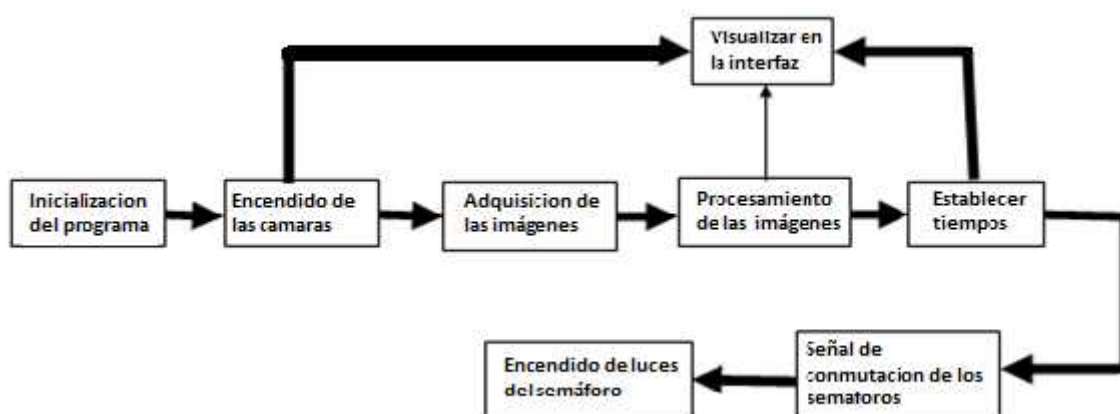 Visualizar en
la interfaz
Inicializacion
del programa
Encendido de
las camaras
Adquisicion de
las imágenes
Procesamiento
de las imágenes
Establecer
tiempos
Encendido de luces
del semáforo
Señal de
conmutacion de los
semaforos